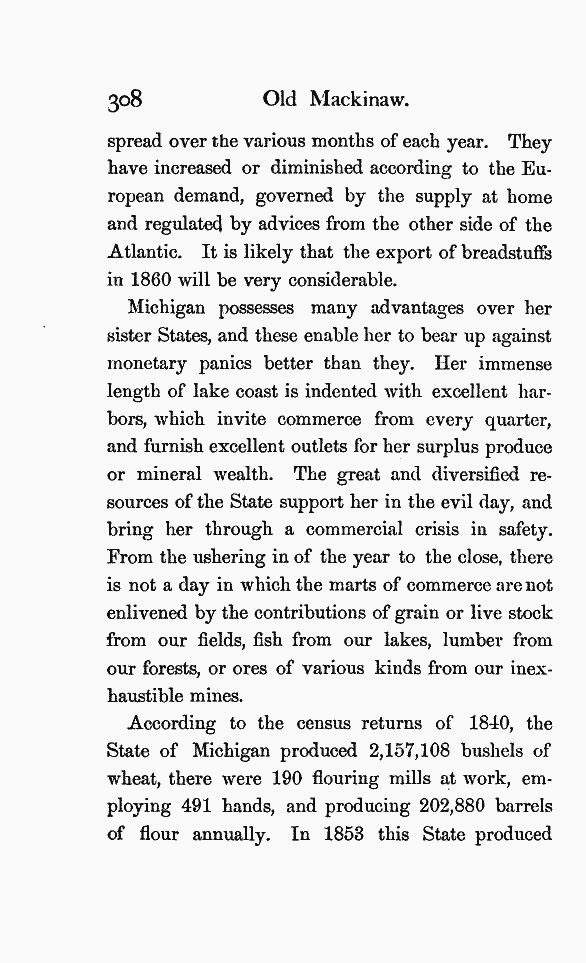 308 Old Mackinaw.
spread over the various months of each year. They
have increased or diminished according to the Eu-
ropean demand, governed by the supply at home
and regulated by advices from the other side of the
Atlantic. It is likely that the export of breadstuffs
in 1860 will be very considerable.
Michigan possesses many advantages over her
sister States, and these enable her to bear up against
monetary panics better than they. Her immense
length of lake coast is indented with excellent har-
bors, which invite commerce from every quarter,
and furnish excellent outlets for her surplus produce
or mineral wealth. The great and diversified re-
sources of the State support her in the evil day, and
bring her through a commercial crisis in safety.
From the ushering in of the year to the close, there
is not a day in which the marts of commerce are not
enlivened by the contributions of grain or live stock
from our fields, fish from our lakes, lumber from
our forests, or ores of various kinds from our inex-
haustible mines.
According to the census returns of 1840, the
State of Michigan produced 2,157,108 bushels of
wheat, there were 190 flouring mills at work, em-
ploying 491 hands, and producing 202,880 barrels
of flour annually. In 1853 this State produced